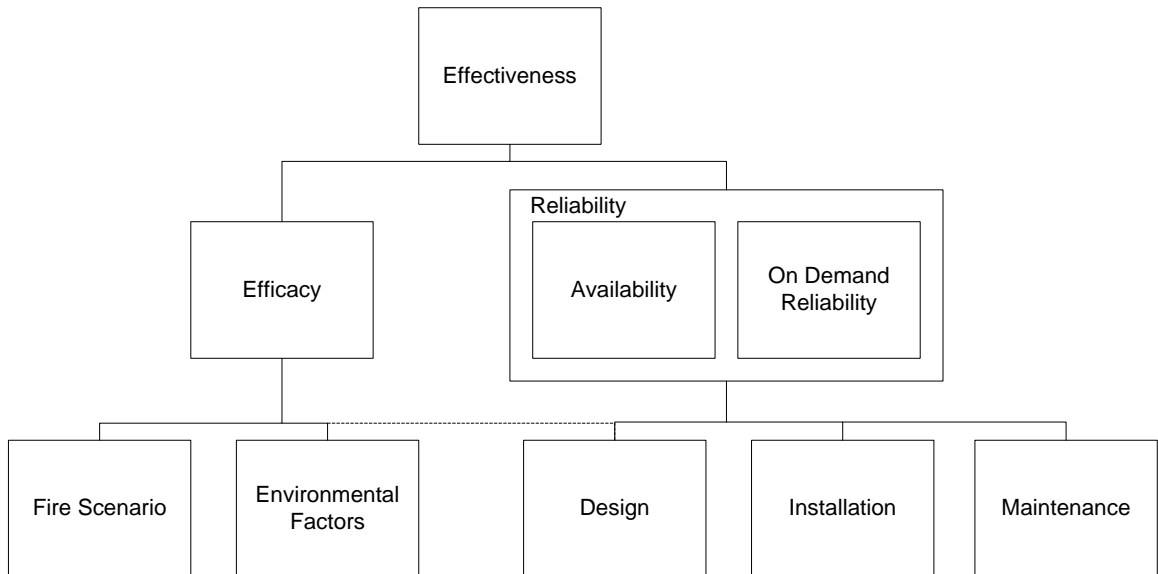 Effectiveness
Reliability
Efficacy
Availability
On Demand
Reliability
Fire Scenario
Environmental
Factors
Design
Installation
Maintenance